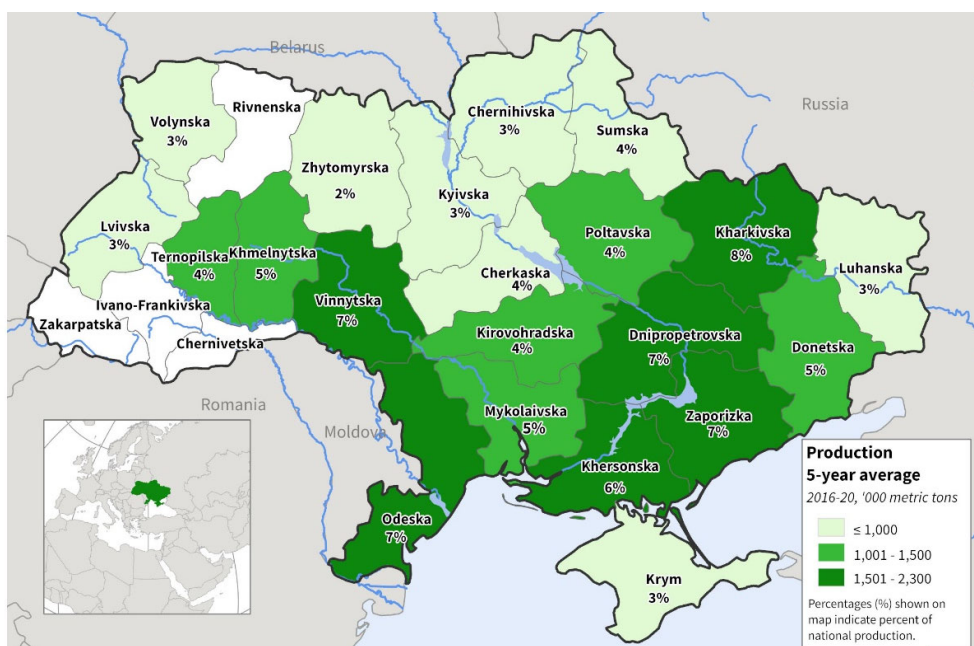 Belarus
Russia
Rivnenska
Volynska
3%
Chernihivska
3%
Sumska
4%
Zhytomyrska
2%
Kyivska
3%
Lvivska
3%
Ternopilska
4%
Khmelnytska
5%
Poltavska
4%
Kharkivska
8%
Luhanska
3%
Cherkaska
4%
Vinnytska
7%
Ivano-Frankivska
Zakarpatska
Chernivetska
Kirovohradska
4%
Dnipropetrovska
7%
Donetska
5%
Romania
Moldova
Mykolaivska
5%
Zaporizka
7%
Khersonska
6%
Odeska
7%
Krym
3%
Production
5-year average
2016-20, '000 metric tons
≤ 1,000
1,001 - 1,500
1,501 - 2,300
Percentages (%) shown on
map indicate percent of
national production.